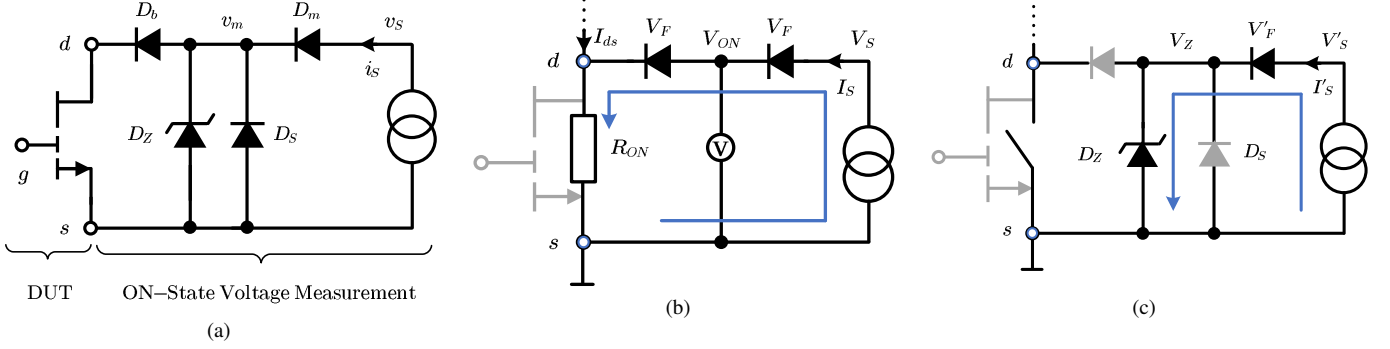 D_b v_m D_m v_S
d
i_S
D_Z D_S
g
s
DUT ON–State Voltage Measurement
(a)
I_ds V_F V_ON V_F V_S
d
I_S
V
R_ON
s
(b)
V_Z V'_F V'_S
d
I'_S
D_Z D_S
s
(c)